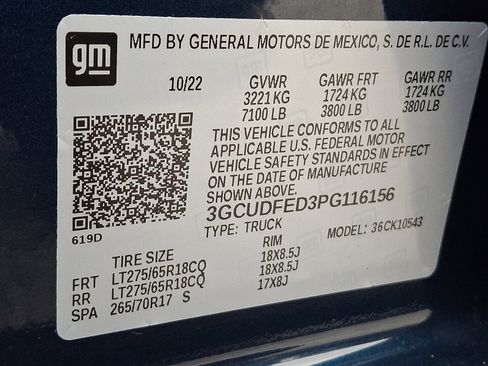 gm
MFD BY GENERAL MOTORS DE MEXICO, S. DE R.L. DE C.V.
10/22 GVWR GAWR FRT GAWR RR
3221 KG 1724 KG 1724 KG
7100 LB 3800 LB 3800 LB
THIS VEHICLE CONFORMS TO ALL
APPLICABLE U.S. FEDERAL MOTOR
VEHICLE SAFETY STANDARDS IN EFFECT
ON THE DATE OF MANUFACTURE
SHOWN ABOVE.
3GCUDFED3PG116156
619D TYPE: TRUCK MODEL: 36CK10543
TIRE SIZE RIM
FRT LT275/65R18CQ 18X8.5J
RR LT275/65R18CQ 18X8.5J
SPA 265/70R17 S 17X8J